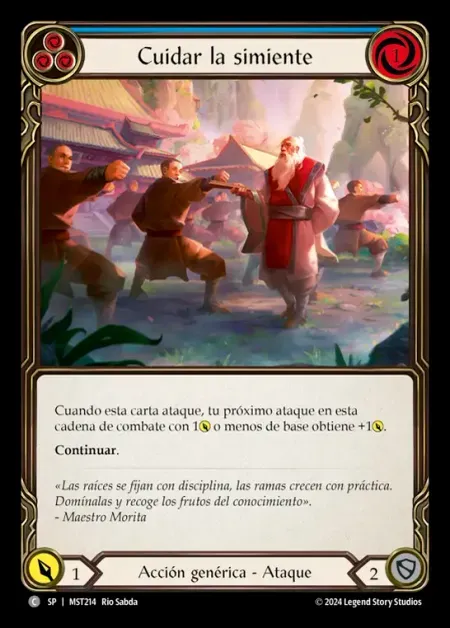 Cuidar la simiente
1
Cuando esta carta ataque, tu próximo ataque en esta
cadena de combate con 1 o menos de base obtiene +1.
Continuar.
«Las raíces se fijan con disciplina, las ramas crecen con práctica.
Domínalas y recoge los frutos del conocimiento».
- Maestro Morita
1
Acción genérica - Ataque
2
C SP | MST214 Rio Sabda
© 2024 Legend Story Studios